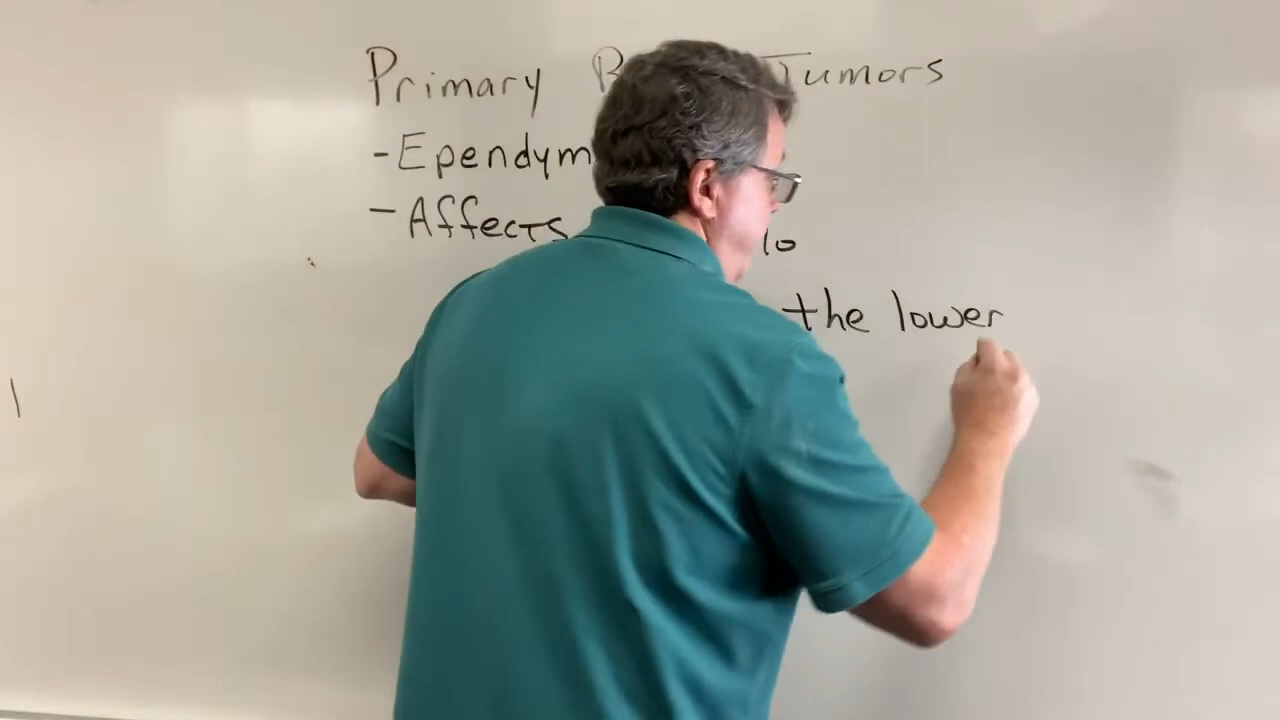 Primary Tumors
- Ependym
- Affects lo
the lower